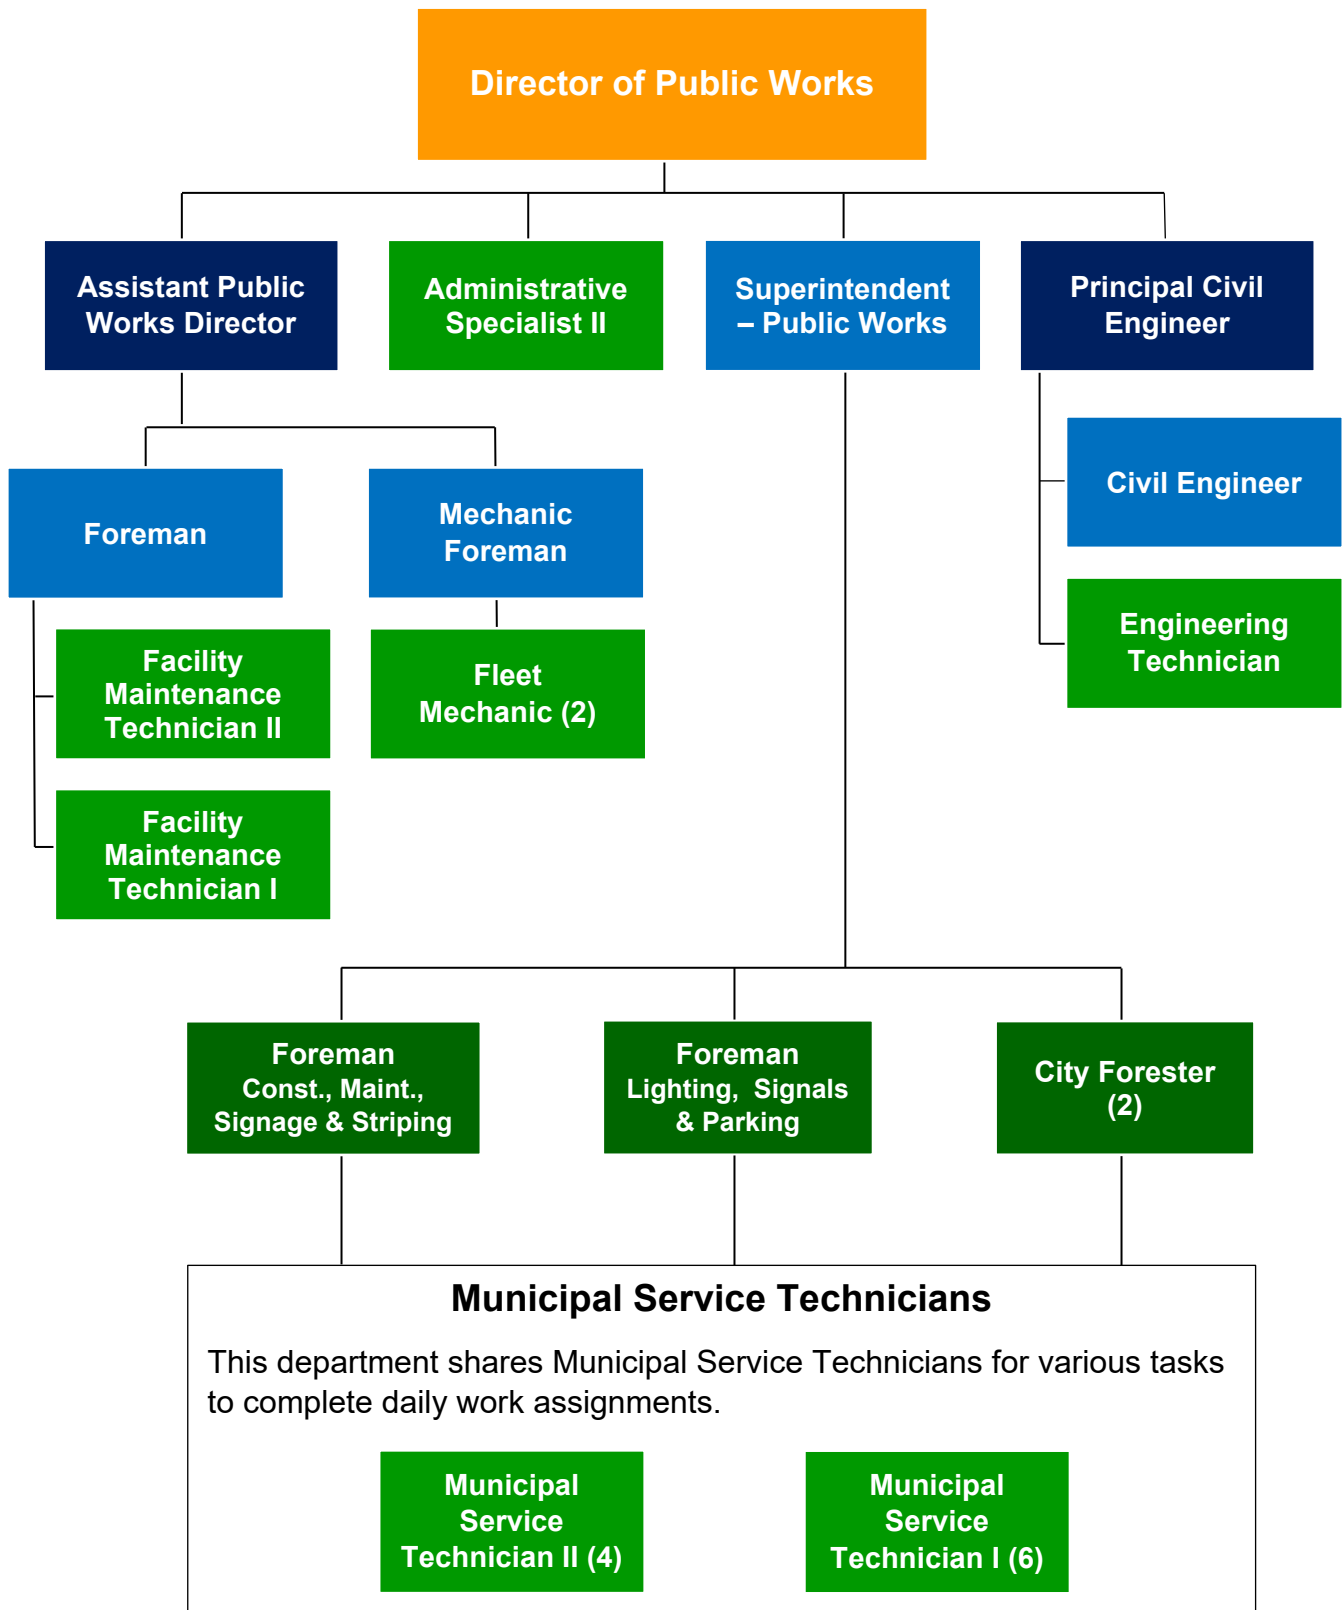 Director of Public Works
Assistant Public
Works Director
Administrative
Specialist II
Superintendent
– Public Works
Principal Civil
Engineer
Foreman
Mechanic
Foreman
Civil Engineer
Facility
Maintenance
Technician II
Fleet
Mechanic (2)
Engineering
Technician
Facility
Maintenance
Technician I
Foreman
Const., Maint.,
Signage & Striping
Foreman
Lighting, Signals
& Parking
City Forester
(2)
Municipal Service Technicians
This department shares Municipal Service Technicians for various tasks
to complete daily work assignments.
Municipal
Service
Technician II (4)
Municipal
Service
Technician I (6)